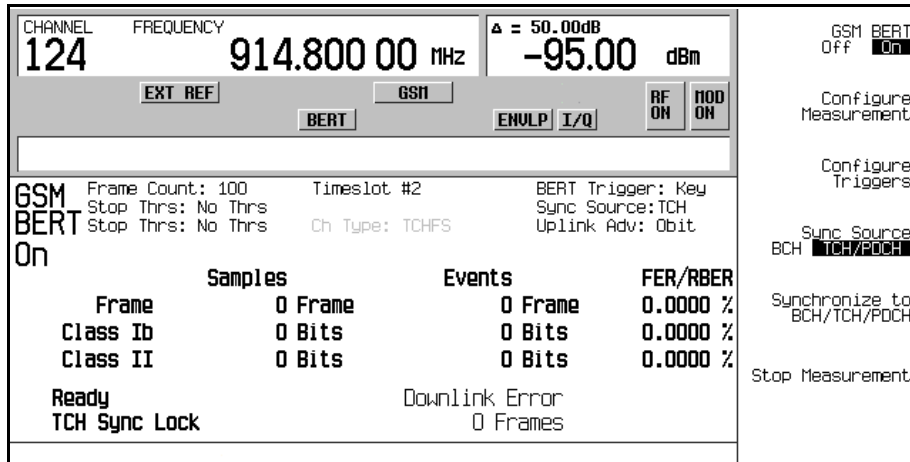 CHANNEL FREQUENCY Δ = 50.00dB
124 914.800 00 MHz -95.00 dBm
EXT REF GSM RF ON MOD ON
BERT ENVLP I/Q
GSM BERT On
Frame Count: 100 Timeslot #2 BERT Trigger: Key
Stop Thrs: No Thrs Sync Source:TCH
Stop Thrs: No Thrs Ch Type: TCHFS Uplink Adv: 0bit
Samples Events FER/RBER
Frame 0 Frame 0 Frame 0.0000 %
Class Ib 0 Bits 0 Bits 0.0000 %
Class II 0 Bits 0 Bits 0.0000 %
Ready Downlink Error
TCH Sync Lock 0 Frames
GSM BERT
Off On
Configure
Measurement
Configure
Triggers
Sync Source
BCH TCH/PDCH
Synchronize to
BCH/TCH/PDCH
Stop Measurement